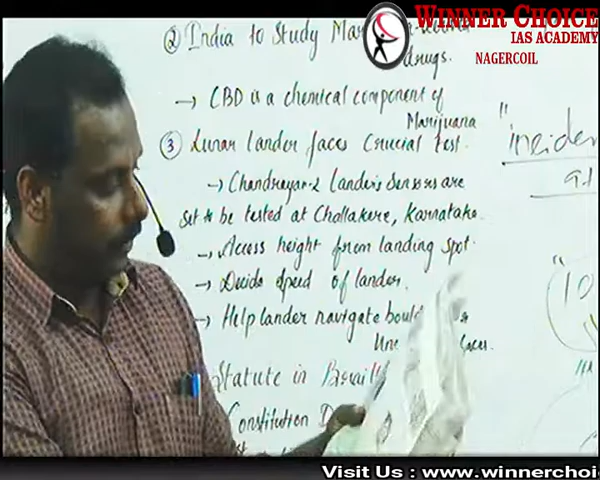 WINNER CHOICE
IAS ACADEMY
NAGERCOIL
② India to Study
drugs.
→ CBD is a chemical component of
Marijuana
③ Lunar lander faces Crucial test.
→ Chandrayan-2 Lander's Sensors are
set to be tested at Challakere, Karnataka.
→ Access height from landing spot.
→ Decide speed of lander.
→ Help lander navigate
Statute in
Constitution D
"
"10
Visit Us : www.winnerchoi